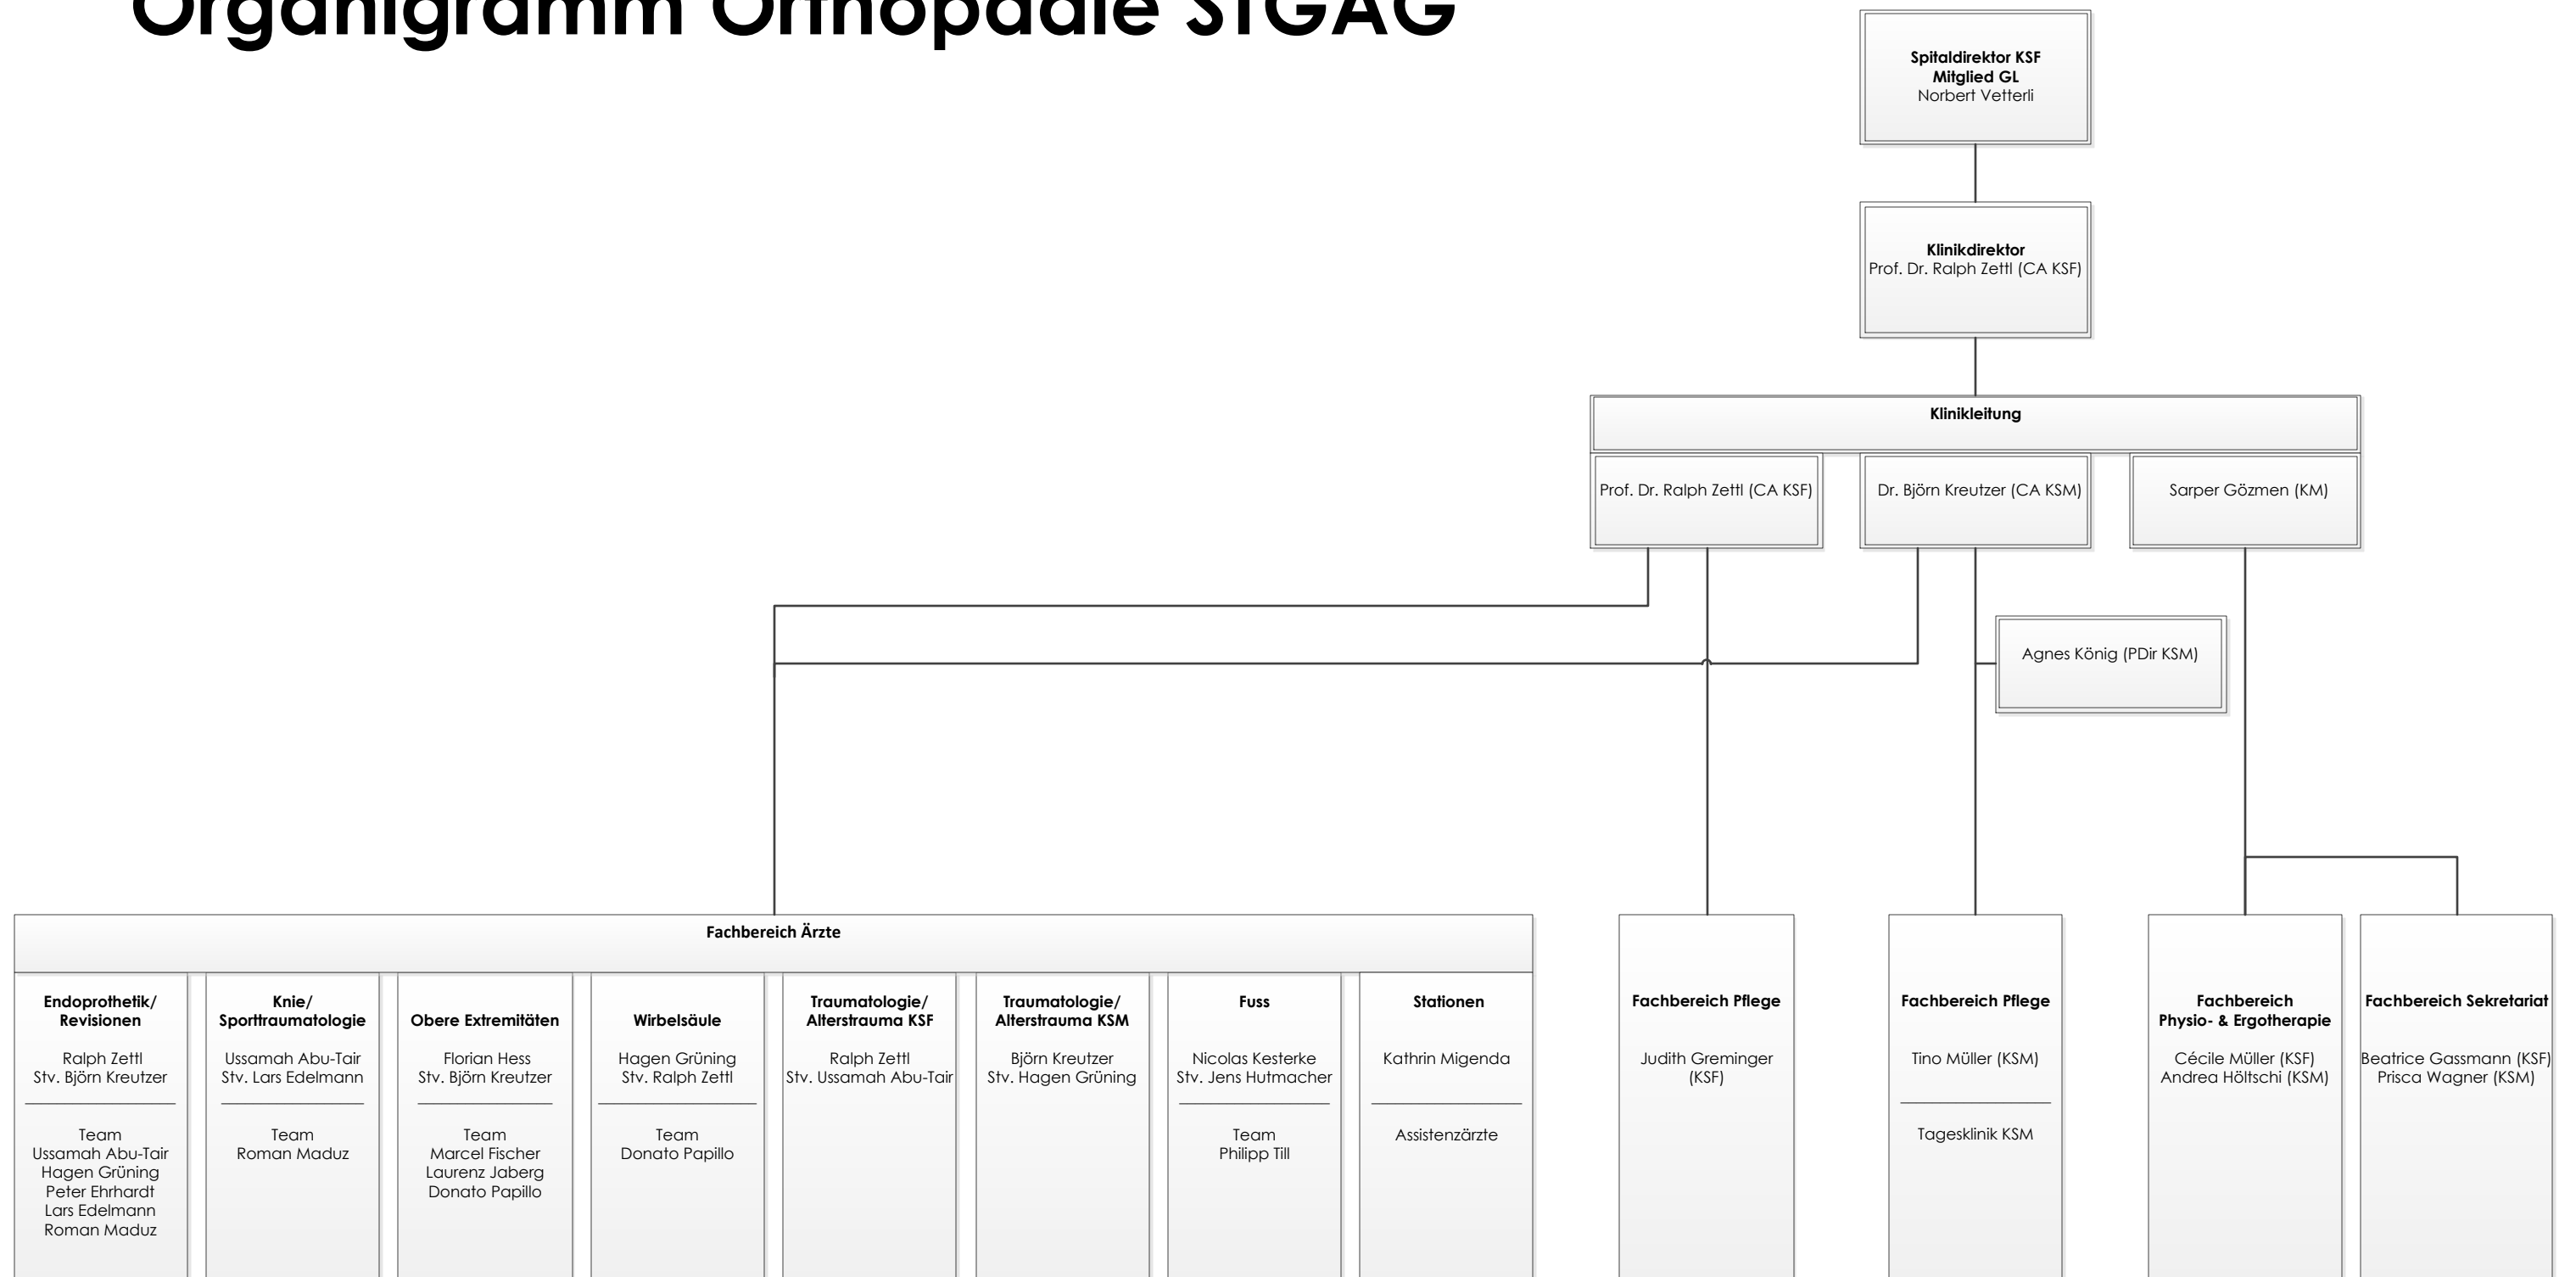 Organigramm Orthopädie STGAG
Spitaldirektor KSF
Mitglied GL
Norbert Vetterli
Klinikdirektor
Prof. Dr. Ralph Zettl (CA KSF)
Klinikleitung
Prof. Dr. Ralph Zettl (CA KSF)
Dr. Björn Kreutzer (CA KSM)
Sarper Gözmen (KM)
Agnes König (PDir KSM)
Fachbereich Ärzte
Endoprothetik/
Revisionen
Ralph Zettl
Stv. Björn Kreutzer
Team
Ussamah Abu-Tair
Hagen Grüning
Peter Ehrhardt
Lars Edelmann
Roman Maduz
Knie/
Sporttraumatologie
Ussamah Abu-Tair
Stv. Lars Edelmann
Team
Roman Maduz
Obere Extremitäten
Florian Hess
Stv. Björn Kreutzer
Team
Marcel Fischer
Laurenz Jaberg
Donato Papillo
Wirbelsäule
Hagen Grüning
Stv. Ralph Zettl
Team
Donato Papillo
Traumatologie/
Alterstrauma KSF
Ralph Zettl
Stv. Ussamah Abu-Tair
Traumatologie/
Alterstrauma KSM
Björn Kreutzer
Stv. Hagen Grüning
Fuss
Nicolas Kesterke
Stv. Jens Hutmacher
Team
Philipp Till
Stationen
Kathrin Migenda
Assistenzärzte
Fachbereich Pflege
Judith Greminger
(KSF)
Fachbereich Pflege
Tino Müller (KSM)
Tagesklinik KSM
Fachbereich
Physio- & Ergotherapie
Cécile Müller (KSF)
Andrea Höltschi (KSM)
Fachbereich Sekretariat
Beatrice Gassmann (KSF)
Prisca Wagner (KSM)